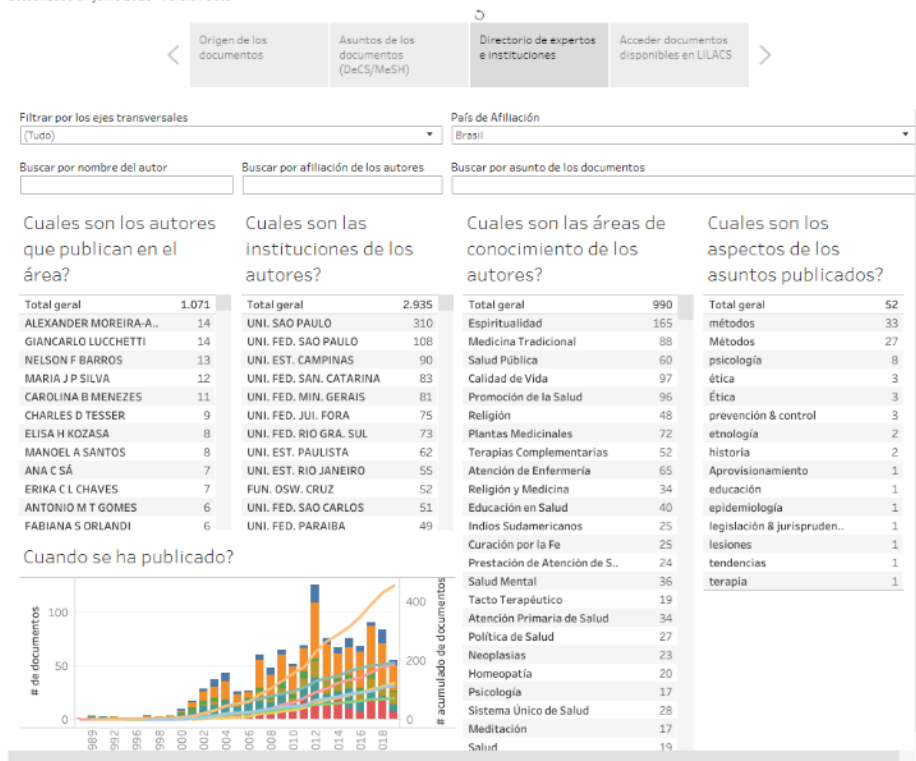 Origen de los
documentos
Asuntos de los
documentos
(DeCS/MeSH)
Directorio de expertos
e instituciones
Acceder documentos
disponibles en LILACS
Filtrar por los ejes transversales
(Tudo)
País de Afiliación
Brasil
Buscar por nombre del autor
Buscar por afiliación de los autores
Buscar por asunto de los documentos
Cuales son los autores
que publican en el
área?
Total geral 1.071
ALEXANDER MOREIRA-A.. 14
GIANCARLO LUCCHETTI 14
NELSON F BARROS 13
MARIA J P SILVA 12
CAROLINA B MENEZES 11
CHARLES D TESSER 9
ELISA H KOZASA 8
MANOEL A SANTOS 8
ANA C SÁ 7
ERIKA C L CHAVES 7
ANTONIO M T GOMES 6
FABIANA S ORLANDI 6
Cuales son las
instituciones de los
autores?
Total geral 2.935
UNI. SAO PAULO 310
UNI. FED. SAO PAULO 108
UNI. EST. CAMPINAS 90
UNI. FED. SAN. CATARINA 83
UNI. FED. MIN. GERAIS 81
UNI. FED. JUI. FORA 75
UNI. FED. RIO GRA. SUL 73
UNI. EST. PAULISTA 62
UNI. EST. RIO JANEIRO 55
FUN. OSW. CRUZ 52
UNI. FED. SAO CARLOS 51
UNI. FED. PARAIBA 49
Cuales son las áreas de
conocimiento de los
autores?
Total geral 990
Espiritualidad 165
Medicina Tradicional 88
Salud Pública 60
Calidad de Vida 97
Promoción de la Salud 96
Religión 48
Plantas Medicinales 72
Terapias Complementarias 52
Atención de Enfermería 65
Religión y Medicina 34
Educación en Salud 40
Indios Sudamericanos 25
Curación por la Fe 25
Prestación de Atención de S.. 24
Salud Mental 36
Tacto Terapéutico 19
Atención Primaria de Salud 34
Política de Salud 27
Neoplasias 23
Homeopatía 20
Psicología 17
Sistema Único de Salud 28
Meditación 17
Salud 19
Cuales son los
aspectos de los
asuntos publicados?
Total geral 52
métodos 33
Métodos 27
psicología 8
ética 3
Ética 3
prevención & control 3
etnología 2
historia 2
Aprovisionamiento 1
educación 1
epidemiología 1
legislación & jurispruden.. 1
lesiones 1
tendencias 1
terapia 1
Cuando se ha publicado?
# de documentos
100
50
0
400
200
0
# acumulado de documentos
989
992
996
998
000
002
004
006
008
010
012
014
016
018